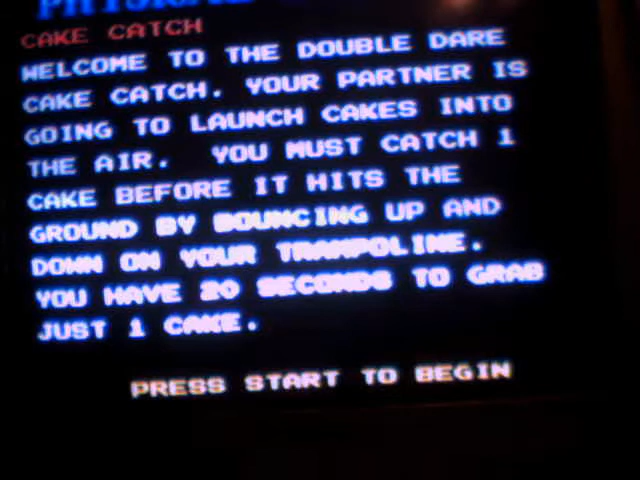 CAKE CATCH
WELCOME TO THE DOUBLE DARE
CAKE CATCH. YOUR PARTNER IS
GOING TO LAUNCH CAKES INTO
THE AIR. YOU MUST CATCH 1
CAKE BEFORE IT HITS THE
GROUND BY BOUNCING UP AND
DOWN ON YOUR TRAMPOLINE.
YOU HAVE 20 SECONDS TO GRAB
JUST 1 CAKE.
PRESS START TO BEGIN